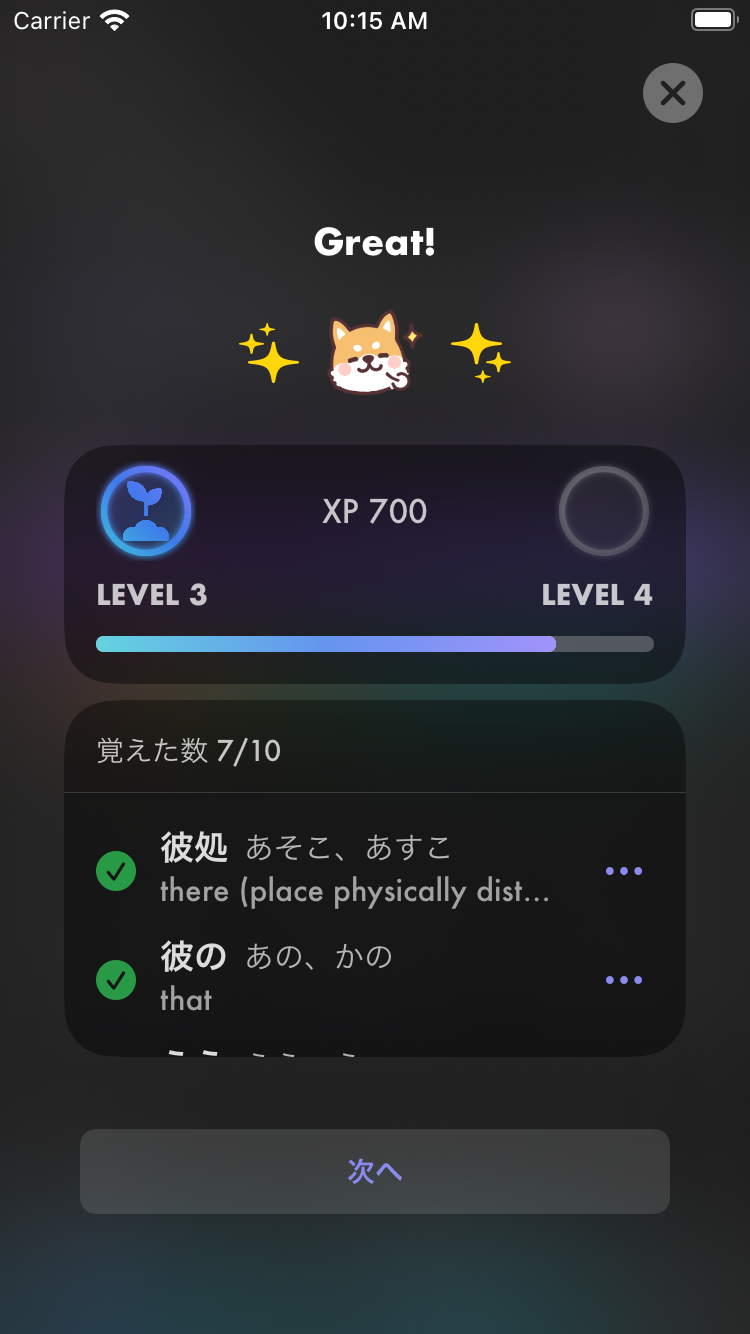 Carrier 10:15 AM
Great!
XP 700
LEVEL 3 LEVEL 4
覚えた数 7/10
彼処 あそこ、あすこ
there (place physically dist...
彼の あの、かの
that
次へ